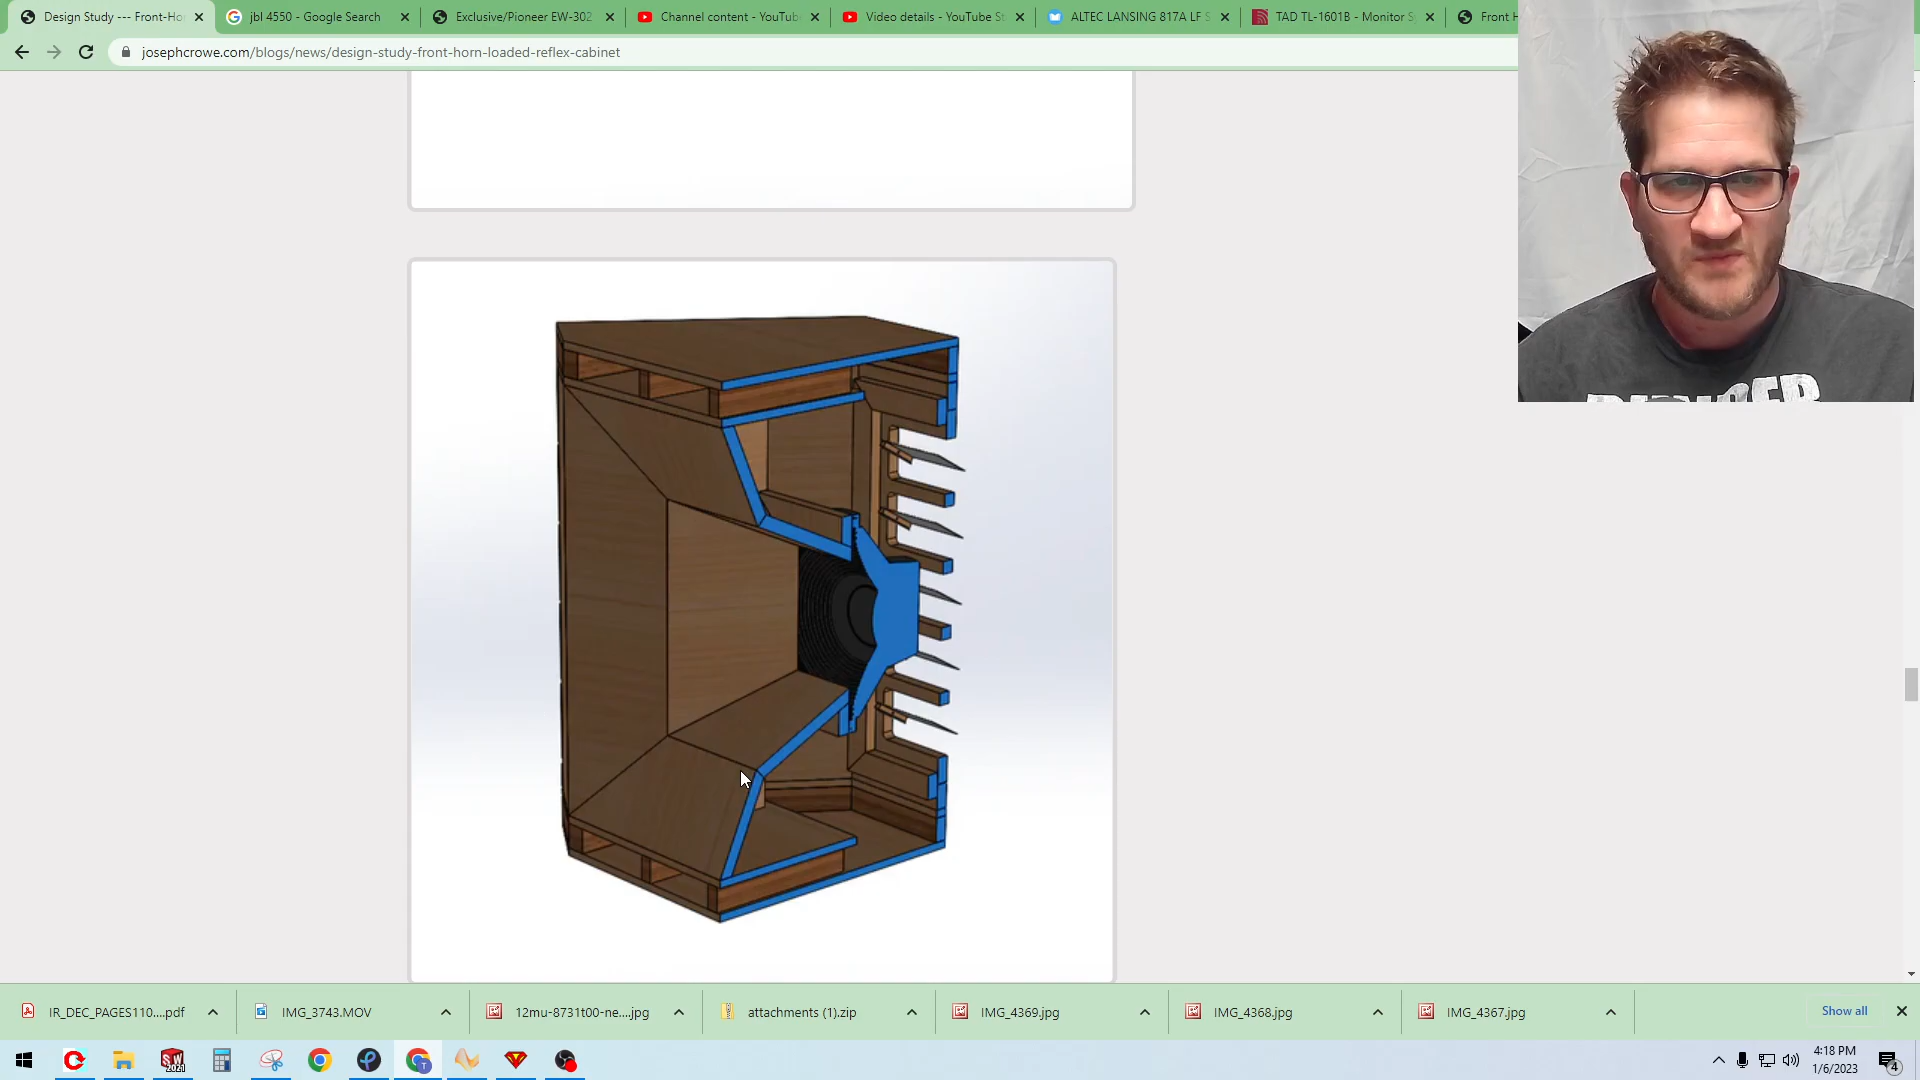 Design Study --- Front-Ho
jbl 4550 - Google Search
Exclusive/Pioneer EW-302
Channel content - YouTub
Video details - YouTube St
ALTEC LANSING 817A LF S
TAD TL-1601B - Monitor S
Front H
josephcrowe.com/blogs/news/design-study-front-horn-loaded-reflex-cabinet
IR_DEC_PAGES110....pdf
IMG_3743.MOV
12mu-8731t00-ne....jpg
attachments (1).zip
IMG_4369.jpg
IMG_4368.jpg
IMG_4367.jpg
Show all
SW
2021
4:18 PM
1/6/2023
4